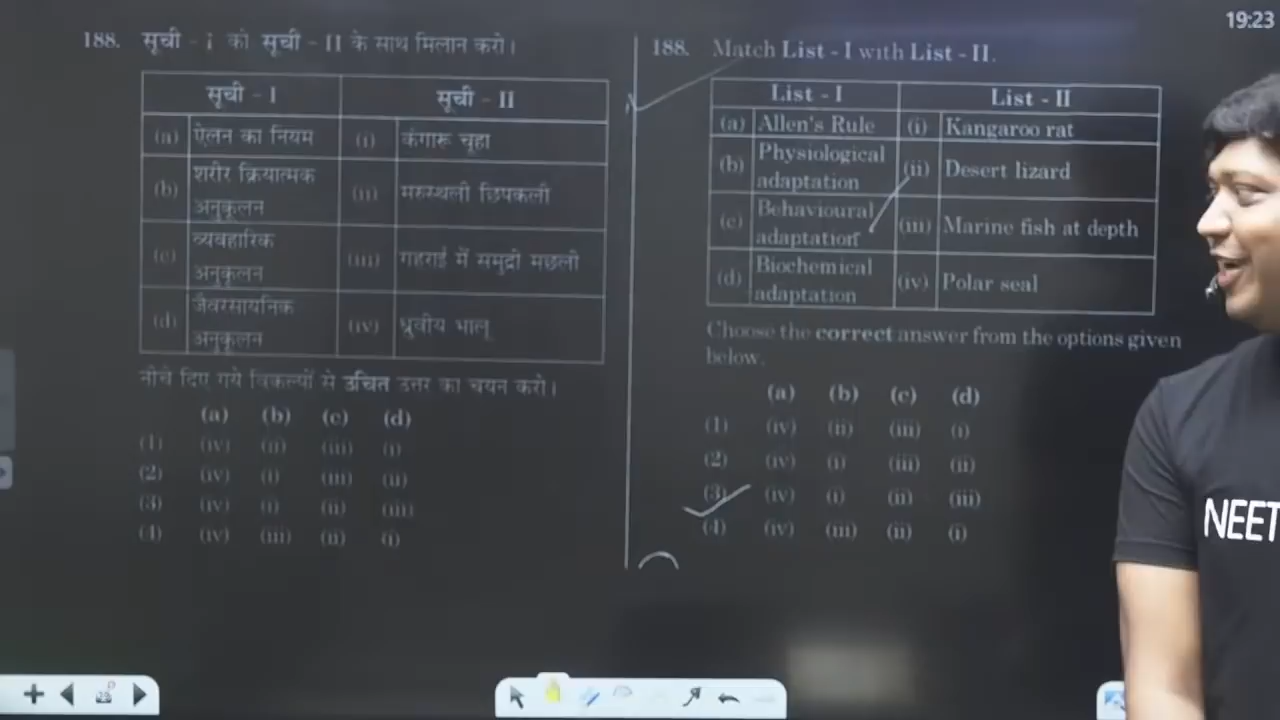 19:23
188. सूची - I को सूची - II के साथ मिलान करो।
सूची - I सूची - II
(a) ऐलन का नियम (i) कंगारू चूहा
(b) शरीर क्रियात्मक अनुकूलन (ii) मरुस्थली छिपकली
(c) व्यवहारिक अनुकूलन (iii) गहराई में समुद्री मछली
(d) जैवरसायनिक अनुकूलन (iv) ध्रुवीय भालू
नीचे दिए गये विकल्पों से उचित उत्तर का चयन करो।
(a) (b) (c) (d)
(1) (iv) (ii) (iii) (i)
(2) (iv) (i) (iii) (ii)
(3) (iv) (i) (ii) (iii)
(4) (iv) (iii) (ii) (i)
188. Match List - I with List - II.
List - I List - II
(a) Allen's Rule (i) Kangaroo rat
(b) Physiological adaptation (ii) Desert lizard
(c) Behavioural adaptation (iii) Marine fish at depth
(d) Biochemical adaptation (iv) Polar seal
Choose the correct answer from the options given
below.
(a) (b) (c) (d)
(1) (iv) (ii) (iii) (i)
(2) (iv) (i) (iii) (ii)
(3) (iv) (i) (ii) (iii)
(4) (iv) (iii) (ii) (i)
NEET